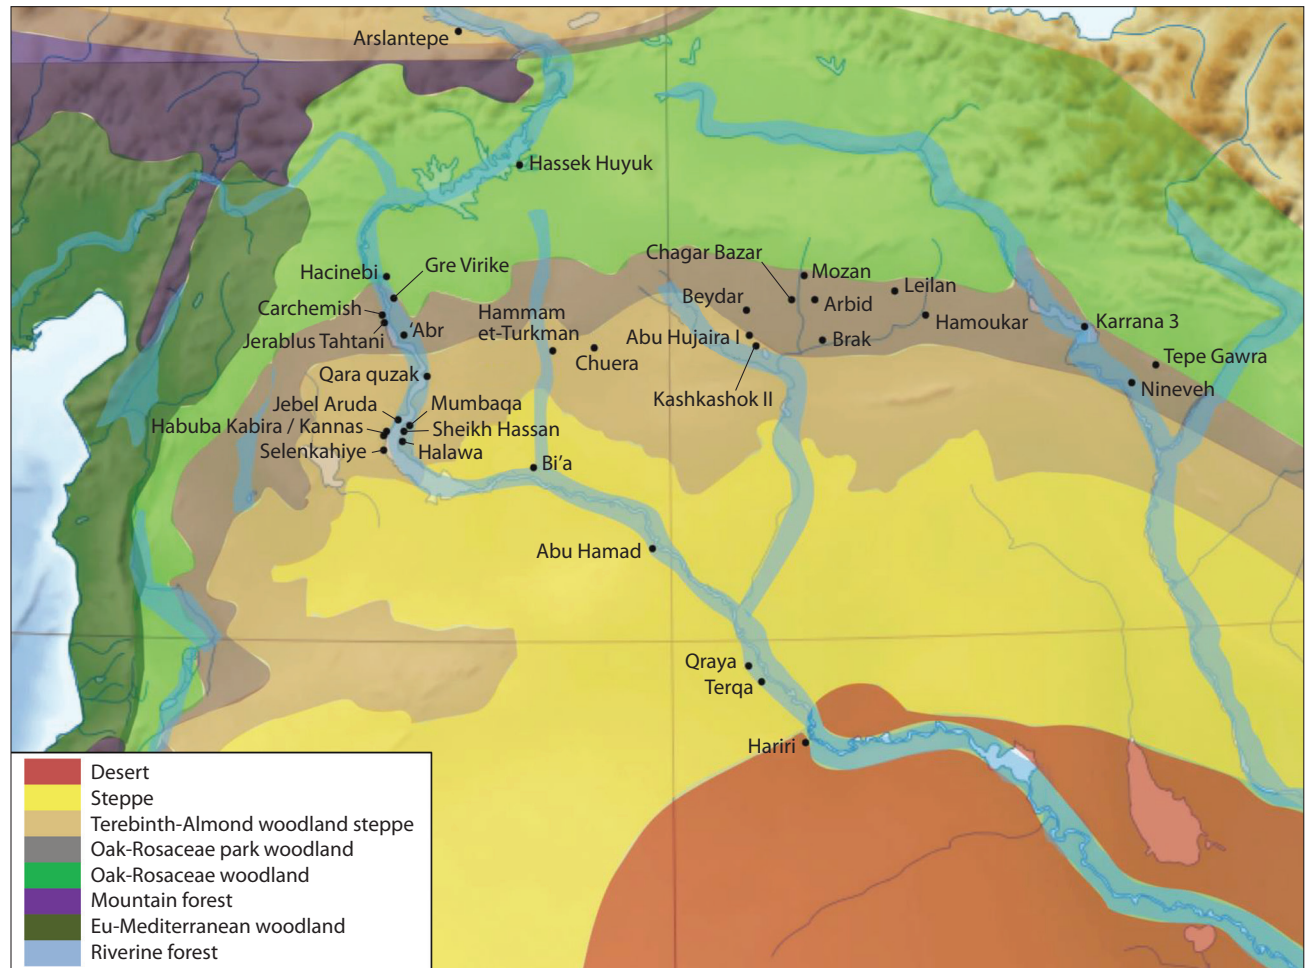 Arslantepe
Hassek Huyuk
Chagar Bazar
Mozan
Hacinebi
Gre Virike
Leilan
Beydar
Arbid
Carchemish
Hammam
et-Turkman
Hamoukar
Karrana 3
Jerablus Tahtani
‘Abr
Abu Hujaira I
Brak
Chuera
Tepe Gawra
Qara quzak
Nineveh
Kashkashok II
Jebel Aruda
Mumbaqa
Habuba Kabira / Kannas
Sheikh Hassan
Selenkahiye
Halawa
Bi’a
Abu Hamad
Qraya
Terqa
Hariri
Desert
Steppe
Terebinth-Almond woodland steppe
Oak-Rosaceae park woodland
Oak-Rosaceae woodland
Mountain forest
Eu-Mediterranean woodland
Riverine forest